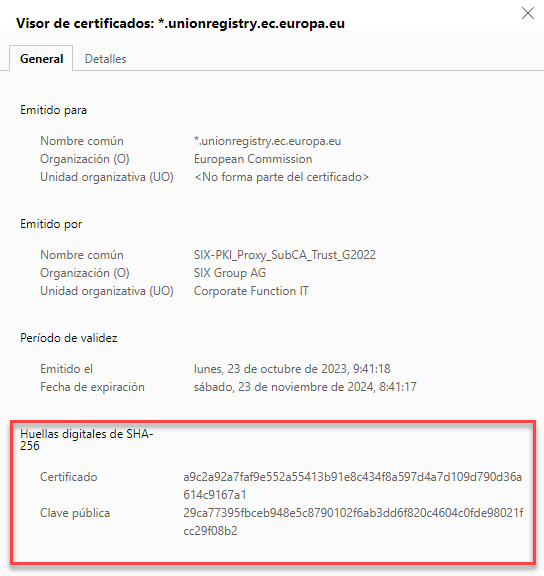 Visor de certificados: *.unionregistry.ec.europa.eu
General
Detalles
Emitido para
Nombre común *.unionregistry.ec.europa.eu
Organización (O) European Commission
Unidad organizativa (UO) <No forma parte del certificado>
Emitido por
Nombre común SIX-PKI_Proxy_SubCA_Trust_G2022
Organización (O) SIX Group AG
Unidad organizativa (UO) Corporate Function IT
Período de validez
Emitido el lunes, 23 de octubre de 2023, 9:41:18
Fecha de expiración sábado, 23 de noviembre de 2024, 8:41:17
Huellas digitales de SHA-
256
Certificado a9c2a92a7faf9e552a55413b91e8c434f8a597d4a7d109d790d36a
614c9167a1
Clave pública 29ca77395fbceb948e5c8790102f6ab3dd6f820c4604c0fde98021f
cc29f08b2